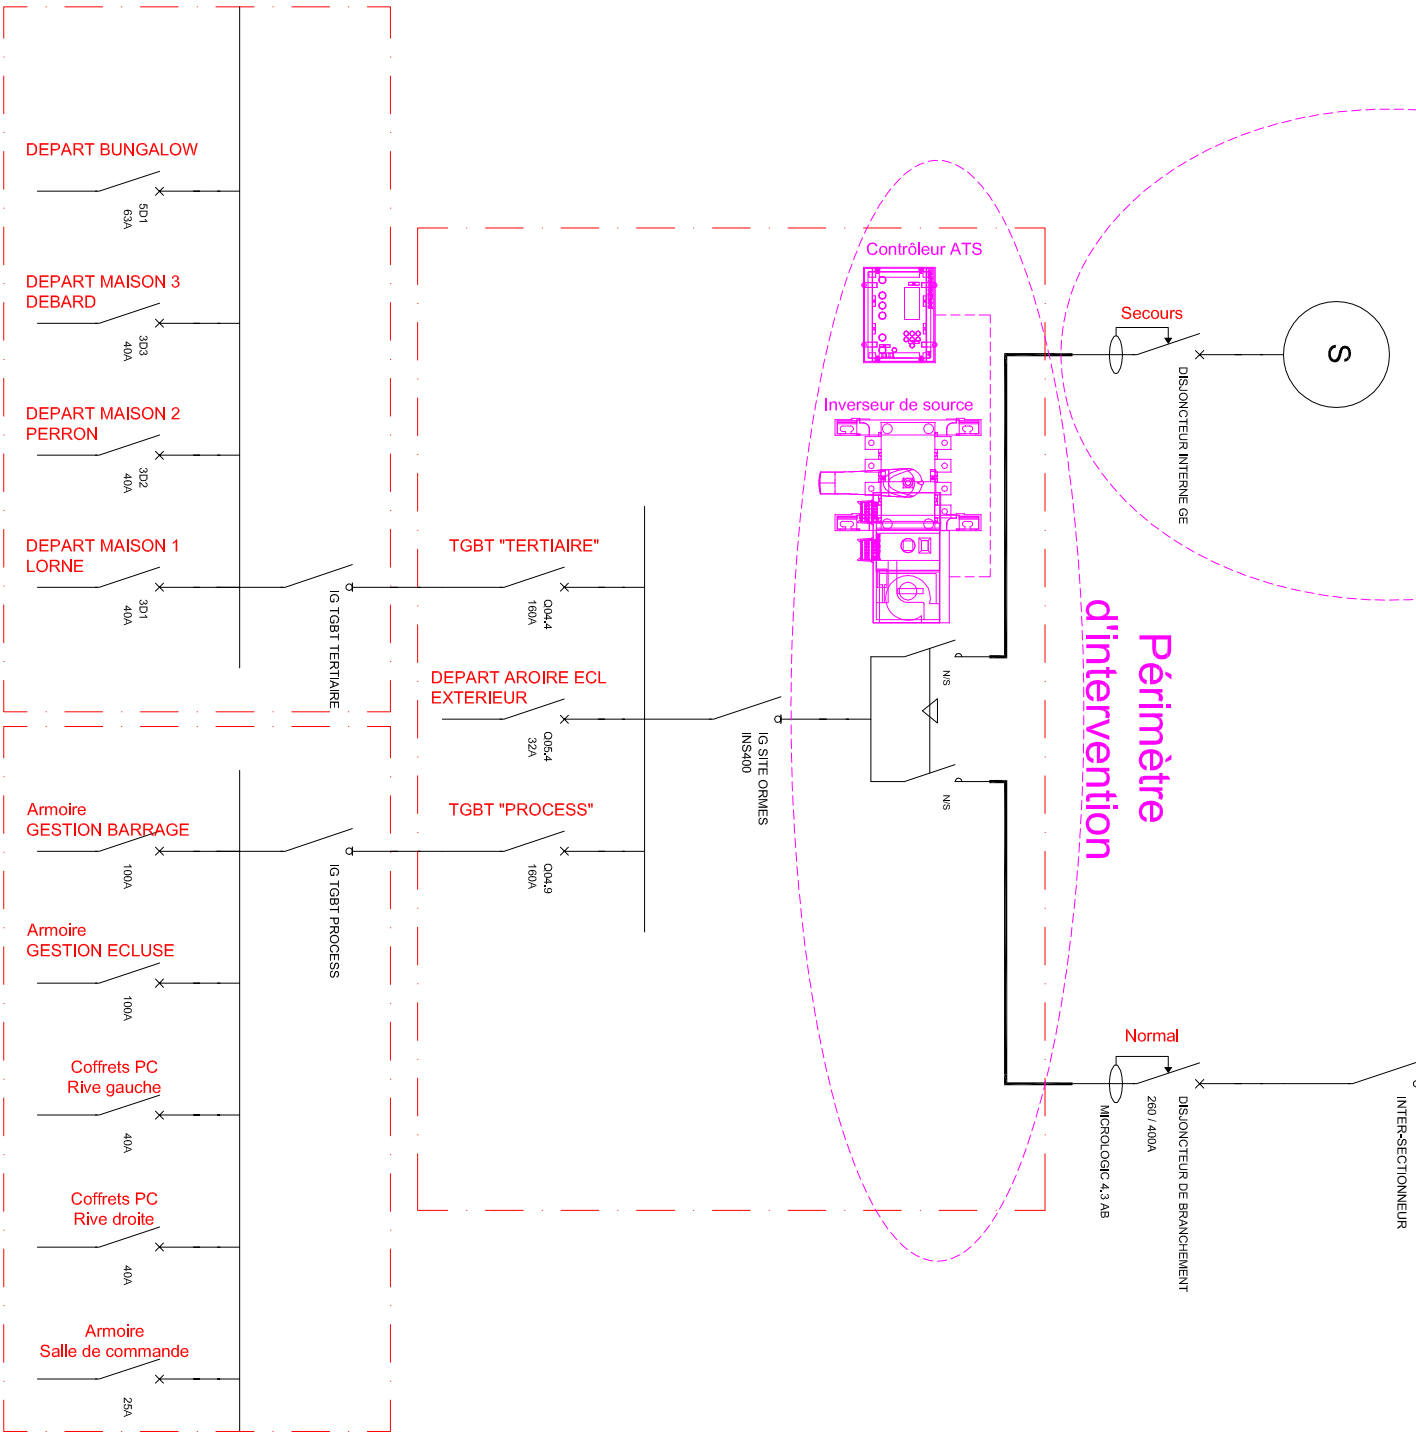 DEPART BUNGALOW
5D1
63A
DEPART MAISON 3
DEBARD
3D3
40A
DEPART MAISON 2
PERRON
3D2
40A
DEPART MAISON 1
LORNE
3D1
40A
IG TGBT TERTIAIRE
Armoire
GESTION BARRAGE
100A
IG TGBT PROCESS
Armoire
GESTION ECLUSE
100A
Coffrets PC
Rive gauche
40A
Coffrets PC
Rive droite
40A
Armoire
Salle de commande
25A
TGBT "TERTIAIRE"
Q04.4
160A
DEPART AROIRE ECL
EXTERIEUR
Q05.4
32A
TGBT "PROCESS"
Q04.9
160A
IG SITE ORMES
INS400
Contrôleur ATS
Inverseur de source
N/S
N/S
Périmètre
d'intervention
Secours
DISJONCTEUR INTERNE GE
S
Normal
DISJONCTEUR DE BRANCHEMENT
260 / 400A
MICROLOGIC 4.3 AB
INTER-SECTIONNEUR